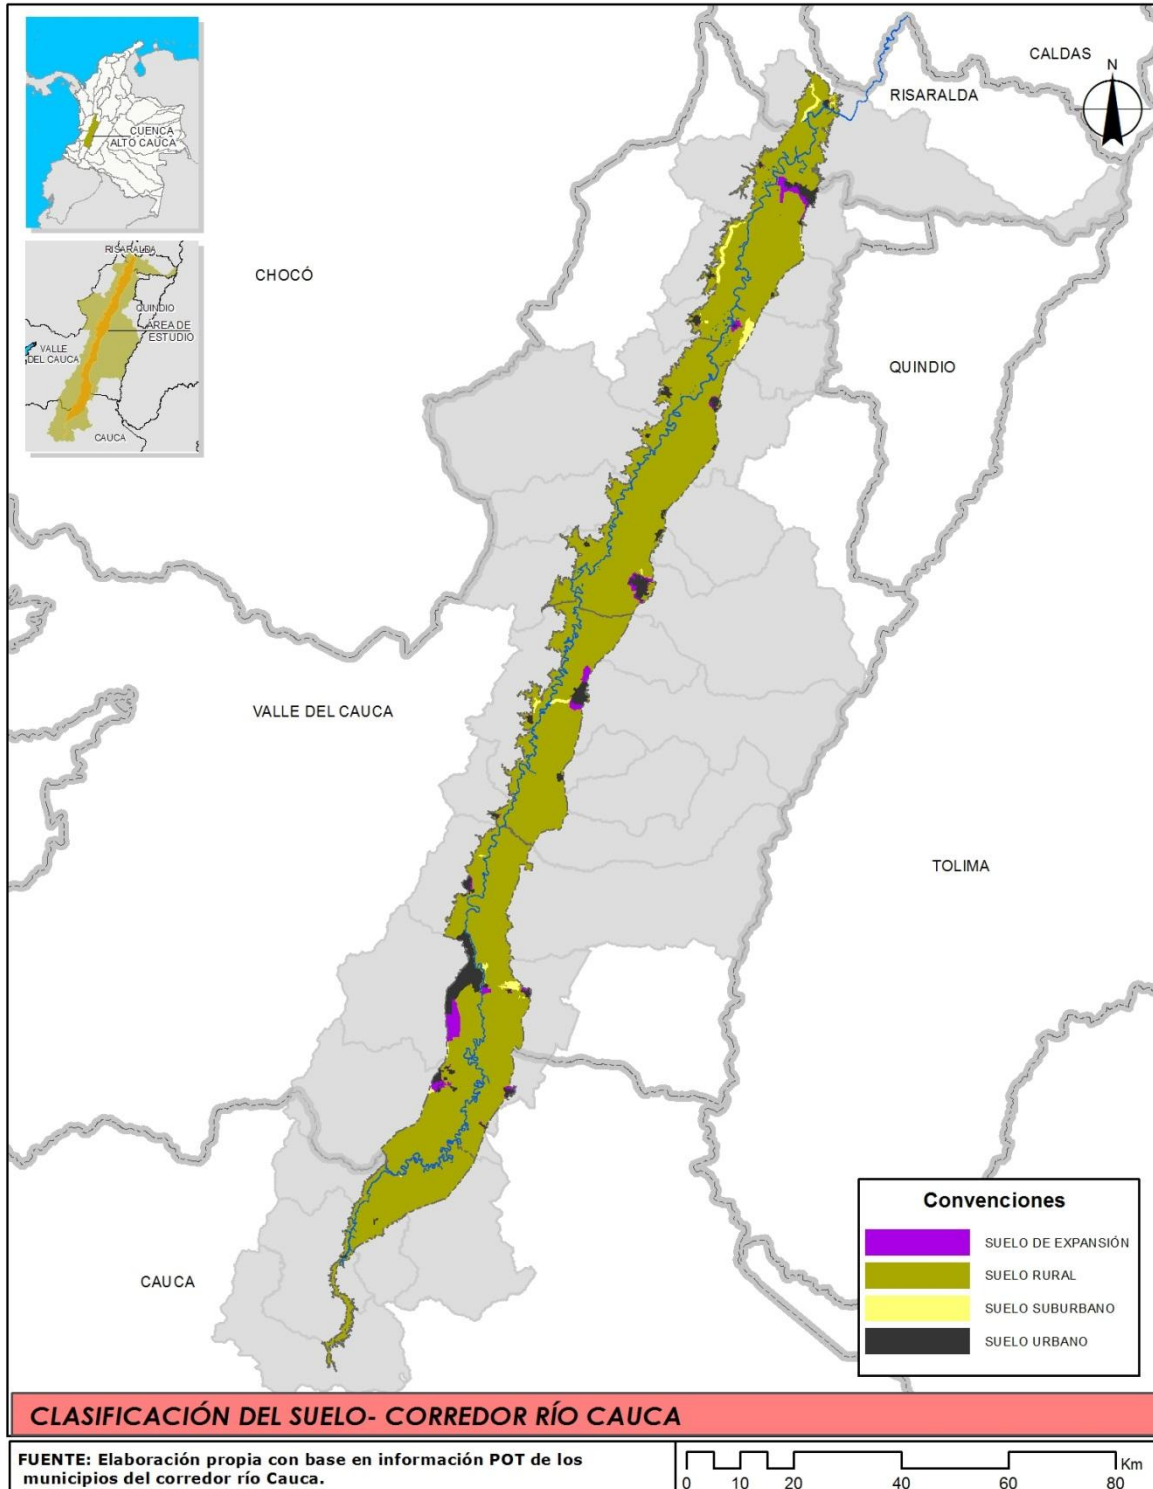 CUENCA
ALTO CAUCA
RISARALDA
QUINDIO
ÁREA DE
ESTUDIO
VALLE
DEL CAUCA
CAUCA
CALDAS
RISARALDA
N
CHOCÓ
QUINDIO
VALLE DEL CAUCA
TOLIMA
CAUCA
Convenciones
SUELO DE EXPANSIÓN
SUELO RURAL
SUELO SUBURBANO
SUELO URBANO
CLASIFICACIÓN DEL SUELO- CORREDOR RÍO CAUCA
FUENTE: Elaboración propia con base en información POT de los
municipios del corredor río Cauca.
Km
0 10 20 40 60 80